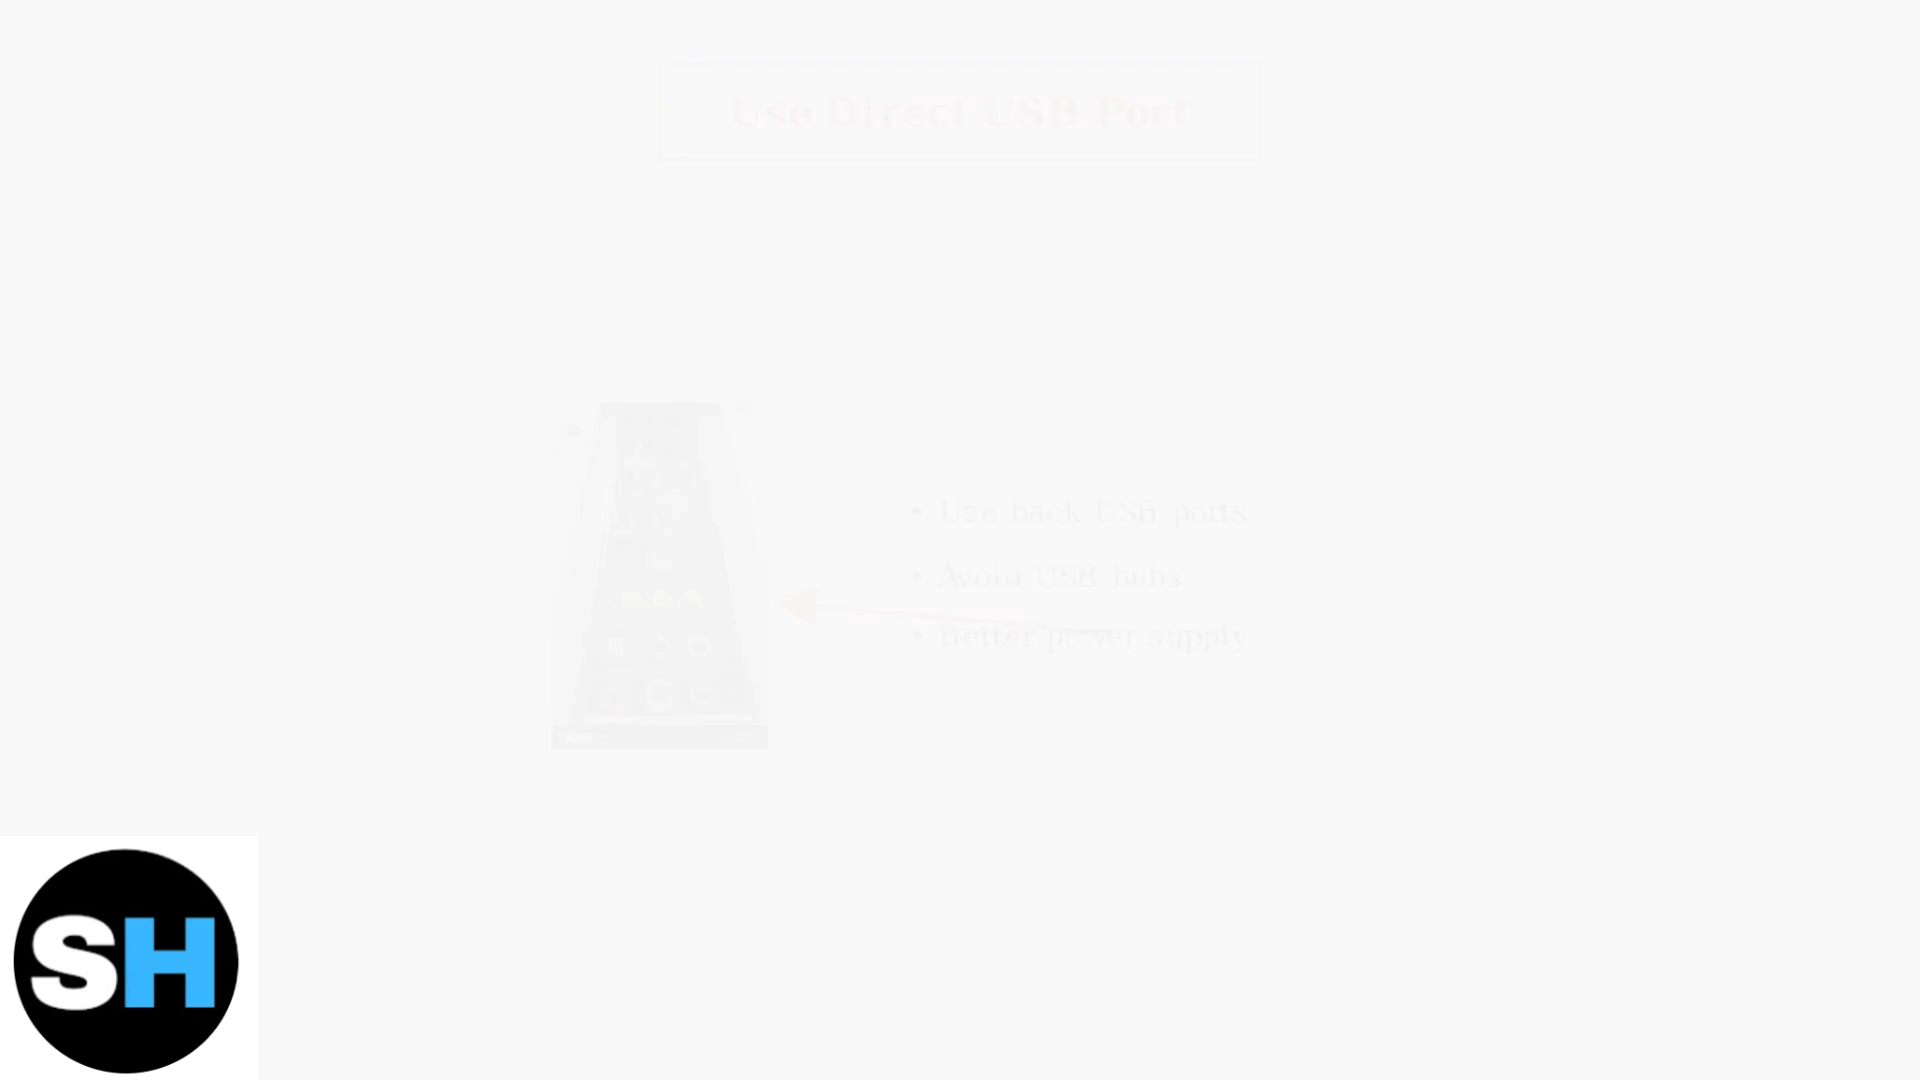 Use Direct USB Port
• Use back USB ports
• Avoid USB hubs
• Better power supply
SH